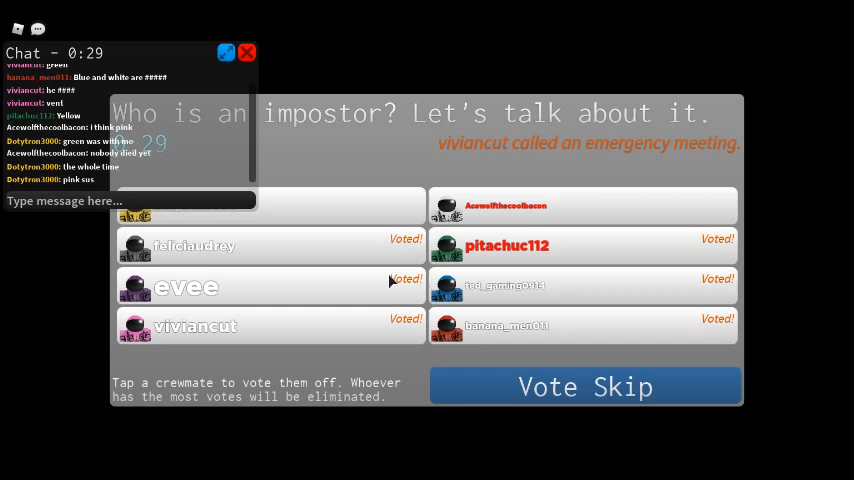 Chat - 0:29
viviancut: green
banana_men011: Blue and white are #####
viviancut: he ####
viviancut: vent
pitachuc112: Yellow
Acewolfthecoolbacon: i think pink
Dotytron3000: green was with me
Acewolfthecoolbacon: nobody died yet
Dotytron3000: the whole time
Dotytron3000: pink sus
Type message here...
Who is an impostor? Let's talk about it.
0:29
viviancut called an emergency meeting.
Acewolfthecoolbacon
feliciaudrey Voted!
pitachuc112 Voted!
evee Voted!
ted_gaming0914 Voted!
viviancut Voted!
banana_men011 Voted!
Tap a crewmate to vote them off. Whoever
has the most votes will be eliminated.
Vote Skip